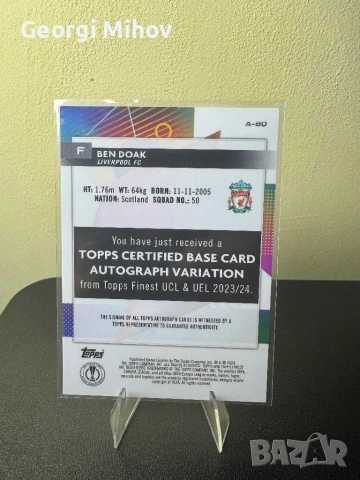 Georgi Mihov
A-BD
F BEN DOAK
LIVERPOOL FC
HT: 1.76m WT: 64kg BORN: 11-11-2005
NATION: Scotland SQUAD NO.: 50
You have just received a
TOPPS CERTIFIED BASE CARD
AUTOGRAPH VARIATION
from Topps Finest UCL & UEL 2023/24.
THE SIGNING OF ALL TOPPS AUTOGRAPH CARDS IS WITNESSED BY A
TOPPS REPRESENTATIVE TO GUARANTEE AUTHENTICITY.
Topps
BAZAR